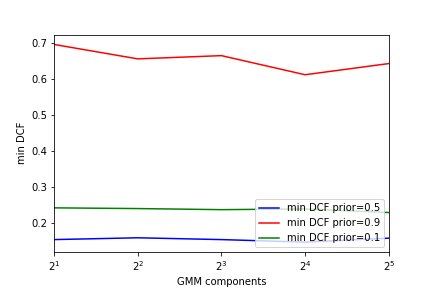 0.7
0.6
0.5
0.4
0.3
0.2
min DCF
2^1 2^2 2^3 2^4 2^5
GMM components
min DCF prior=0.5
min DCF prior=0.9
min DCF prior=0.1